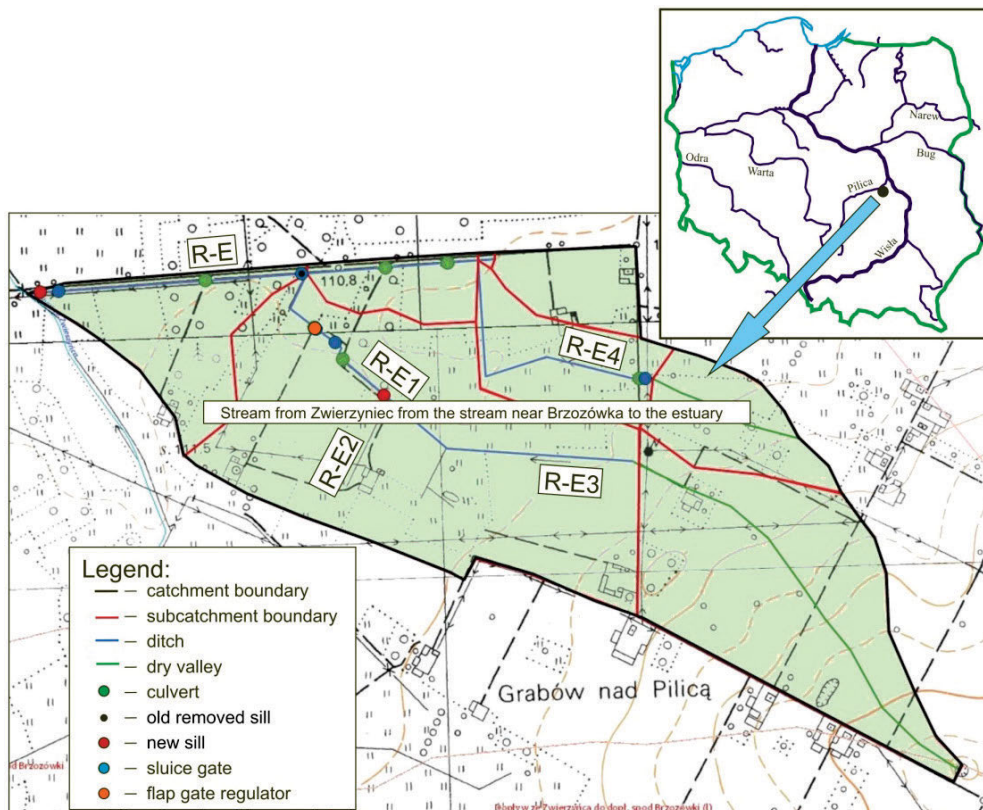 Narew
Odra
Warta
Bug
Pilica
Wisła
R-E
110,8
R-E4
R-E1
Stream from Zwierzyniec from the stream near Brzozówka to the estuary
R-E2
R-E3
Grabów nad Pilicą
Legend:
– catchment boundary
– subcatchment boundary
– ditch
– dry valley
– culvert
– old removed sill
– new sill
– sluice gate
– flap gate regulator
Brzozówki